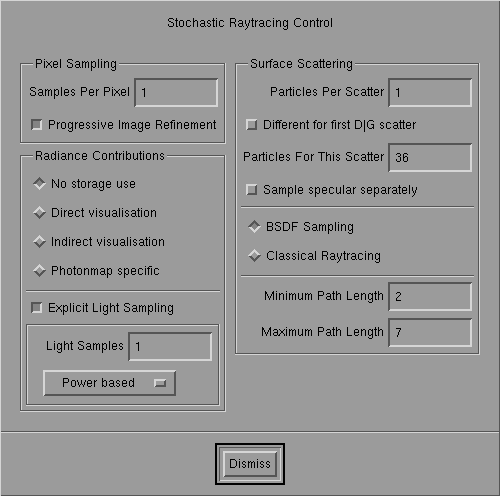 Stochastic Raytracing Control
Pixel Sampling
Samples Per Pixel 1
Progressive Image Refinement
Radiance Contributions
No storage use
Direct visualisation
Indirect visualisation
Photonmap specific
Explicit Light Sampling
Light Samples 1
Power based
Surface Scattering
Particles Per Scatter 1
Different for first D|G scatter
Particles For This Scatter 36
Sample specular separately
BSDF Sampling
Classical Raytracing
Minimum Path Length 2
Maximum Path Length 7
Dismiss